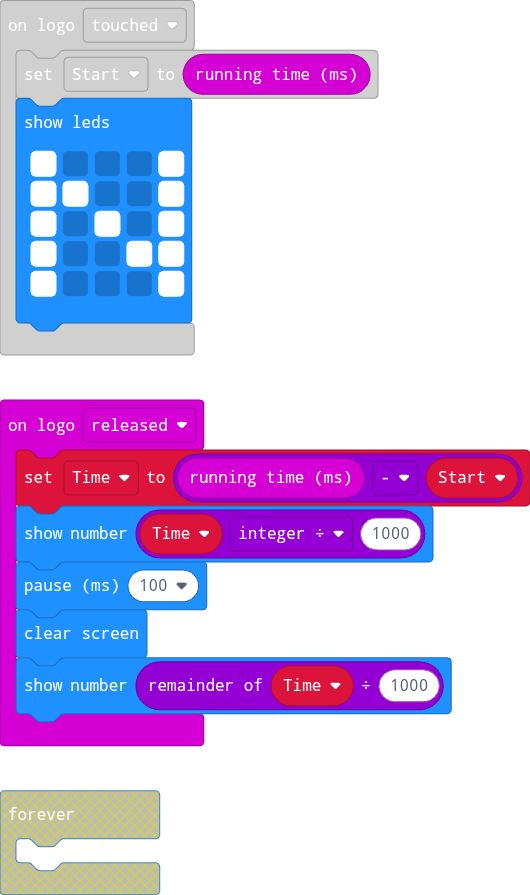 on logo touched
set Start to running time (ms)
show leds
on logo released
set Time to running time (ms) - Start
show number Time integer ÷ 1000
pause (ms) 100
clear screen
show number remainder of Time ÷ 1000
forever